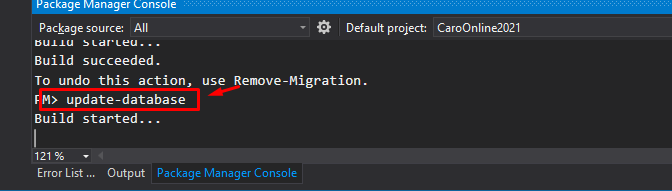 Package Manager Console
Package source: All Default project: CaroOnline2021
Build started...
Build succeeded.
To undo this action, use Remove-Migration.
PM> update-database
Build started...
121 %
Error List ... Output Package Manager Console